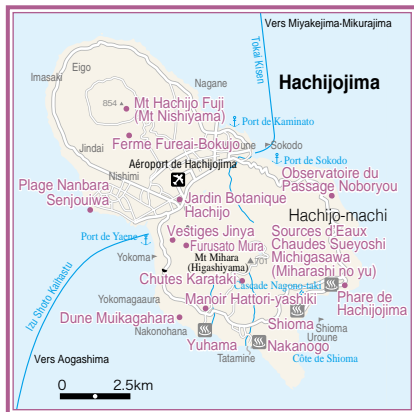 Vers Miyakejima-Mikurajima
Tokai Kisen
Hachijojima
Eigo
Imasaki
Nagane
854
Mt Hachijo Fuji
(Mt Nishiyama)
Port de Kaminato
Ferme Fureai-Bokujo
une
Sokodo
Jindai
Aéroport de Hachijojima
Port de Sokodo
Nishimi
Observatoire du
Passage Noboryou
Plage Nanbara
Senjouiwa
Jardin Botanique
Hachijo
Hachijo-machi
Port de Yaene
Vestiges Jinya
Furusato Mura
Sources d'Eaux
Chaudes Sueyoshi
Michigasawa
(Miharashi no yu)
Yokoma
Mt Mihara
(Higashiyama)
701
Chutes Karataki
Cascade Nagono-taki
Izu Shoto Kaihatsu
Yokomagaura
Manoir Hattori-yashiki
Phare de
Hachijojima
Dune Muikagahara
Nakonohana
Shioma
Shioma
Uroune
Yuhama
Nakanogo
Tatamine
Côte de Shioma
Vers Aogashima
0
2.5km